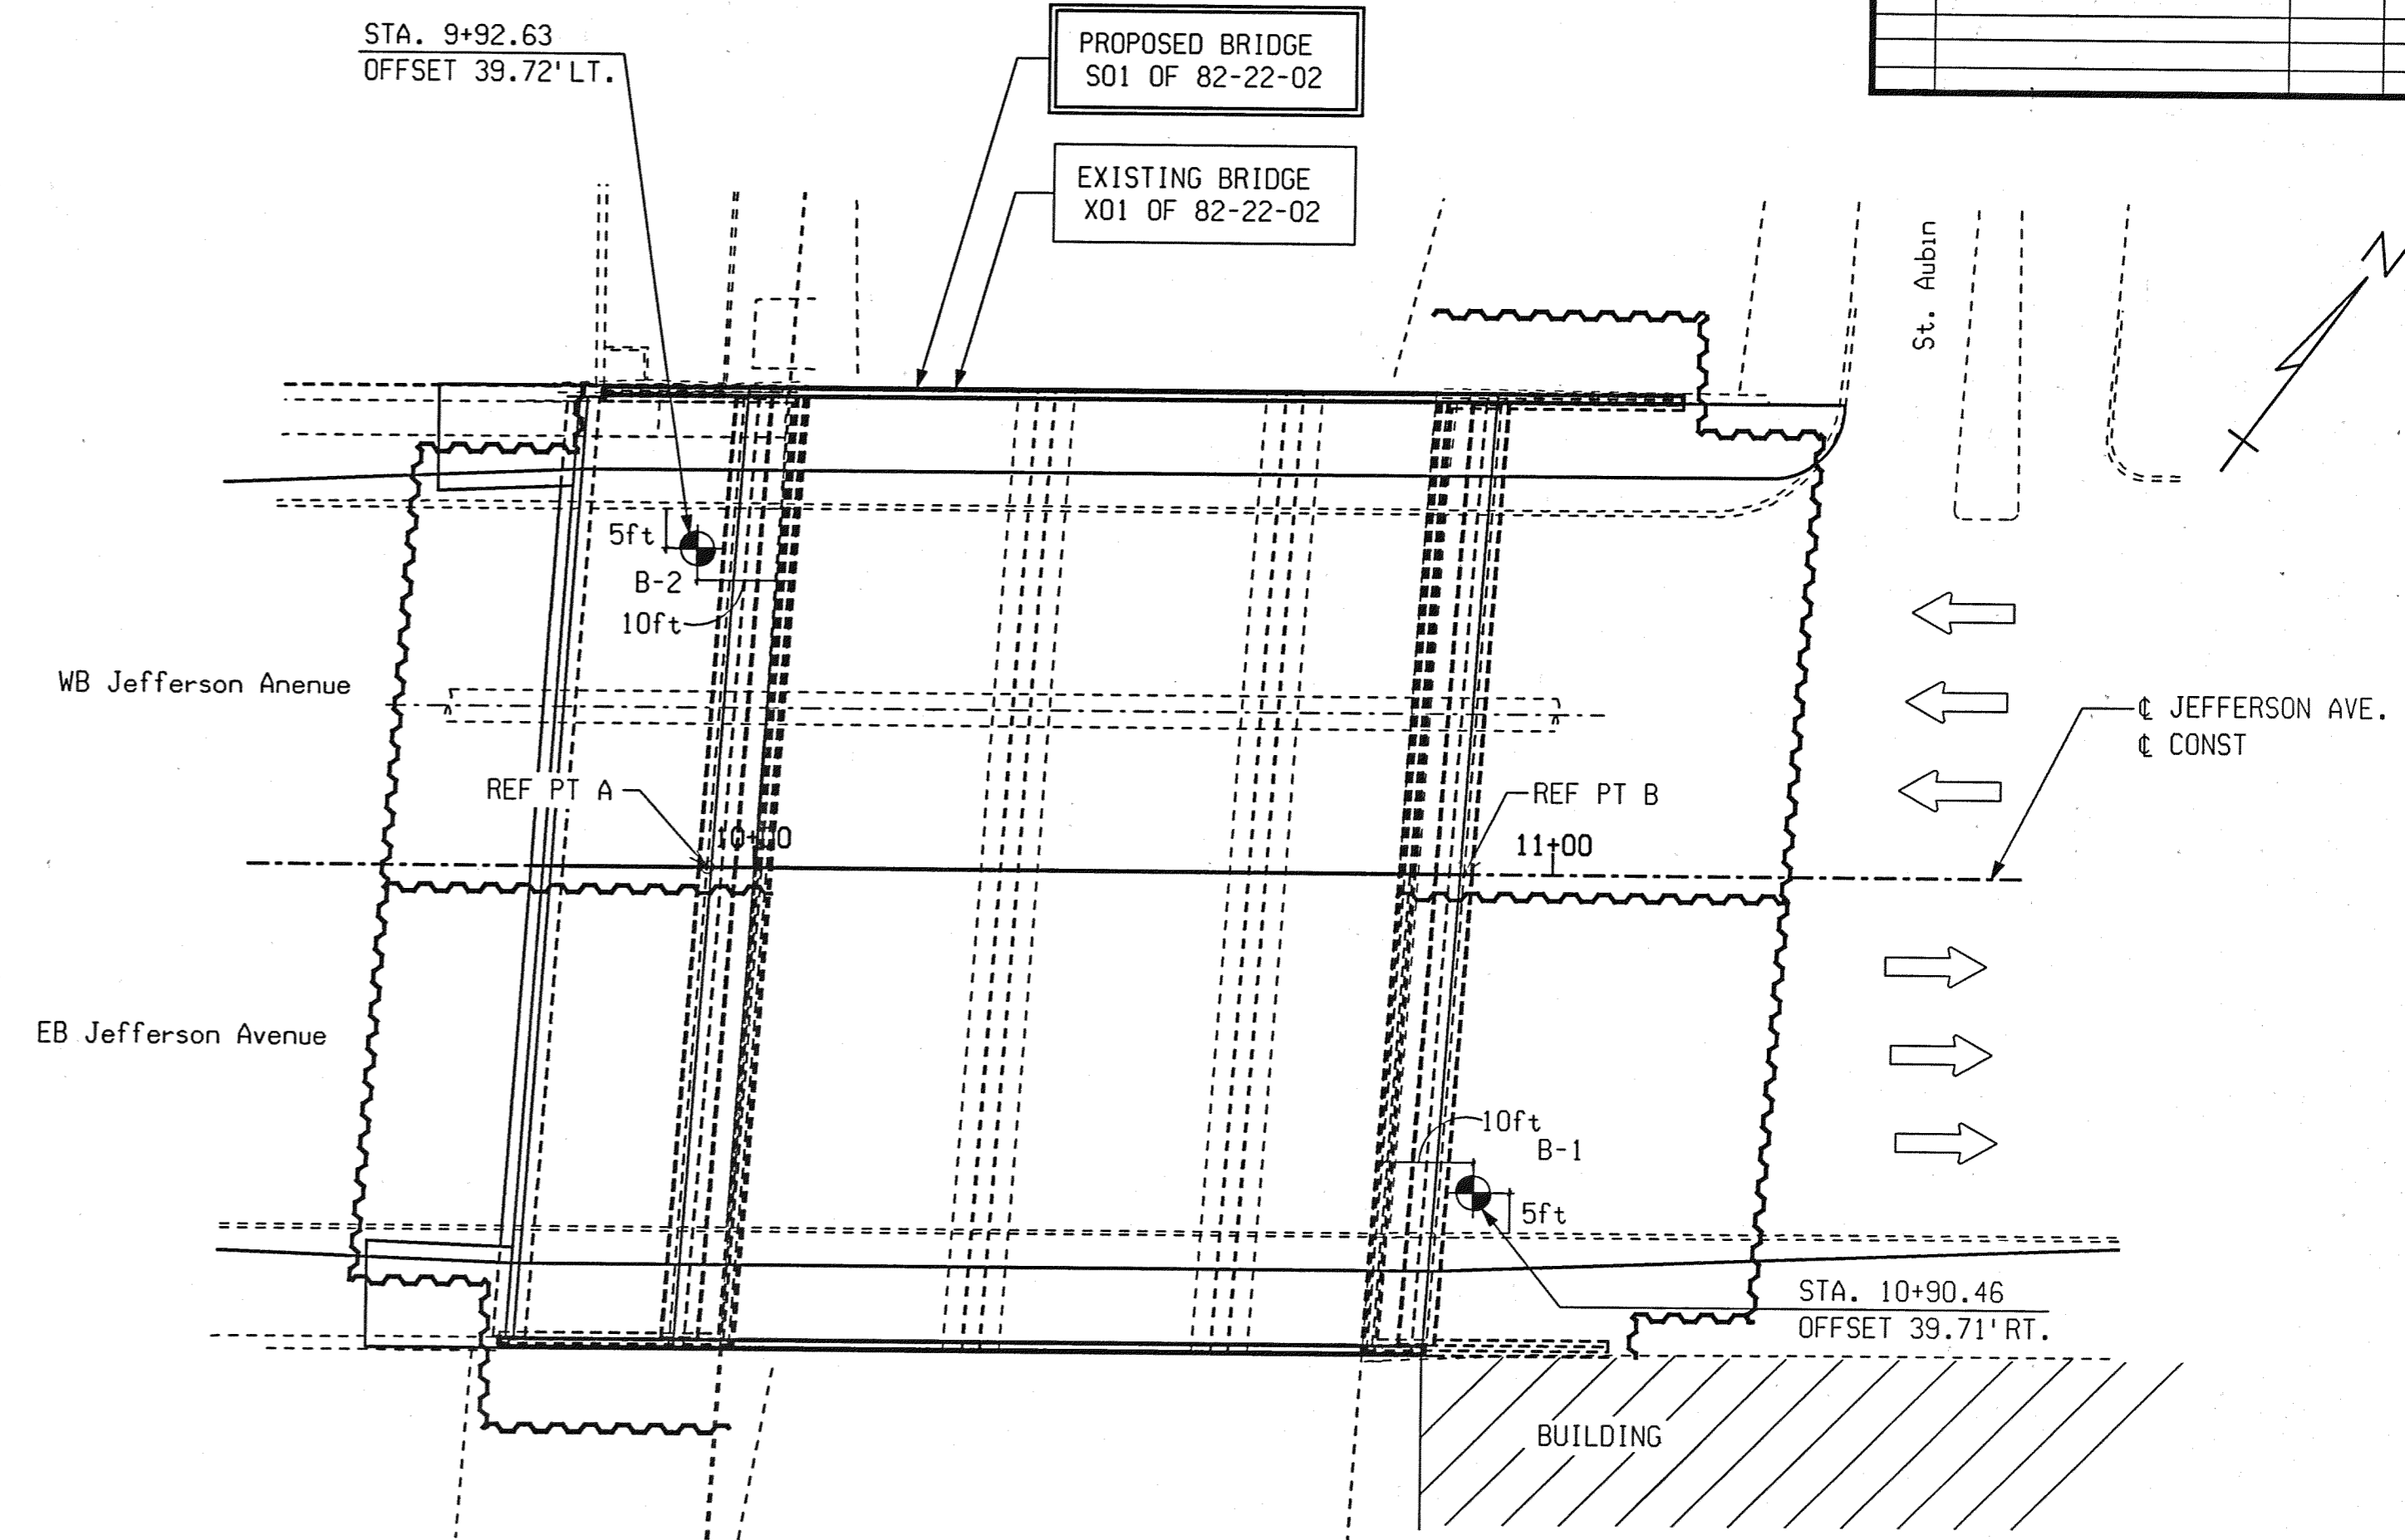 STA. 9+92.63
OFFSET 39.72' LT.
PROPOSED BRIDGE
S01 OF 82-22-02
EXISTING BRIDGE
X01 OF 82-22-02
St. Aubin
N
5ft
B-2
10ft
WB Jefferson Anenue
℄ JEFFERSON AVE.
℄ CONST
REF PT A
REF PT B
10+00
11+00
EB Jefferson Avenue
10ft
B-1
5ft
STA. 10+90.46
OFFSET 39.71' RT.
BUILDING